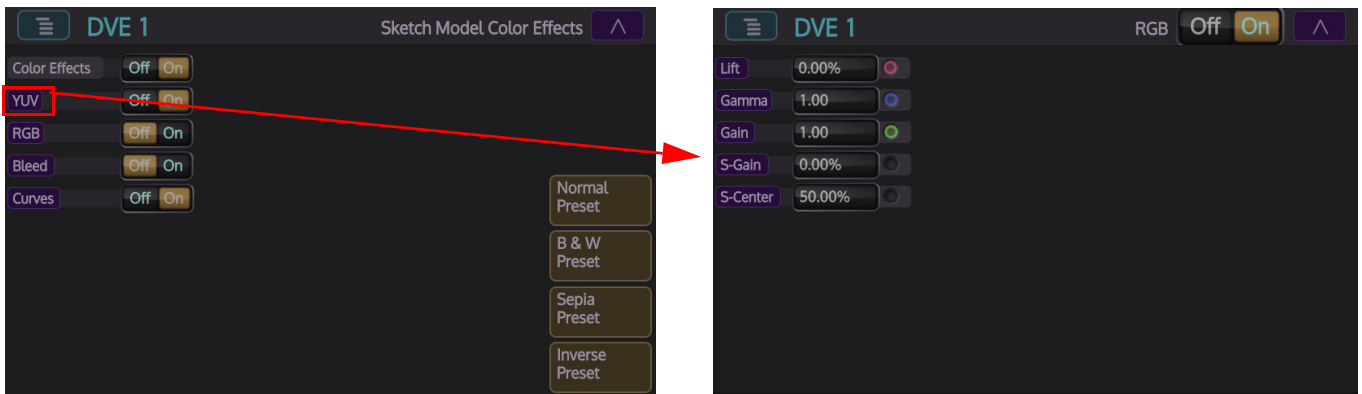 DVE 1 Sketch Model Color Effects
Color Effects Off On
YUV Off On
RGB Off On
Bleed Off On
Curves Off On
Normal
Preset
B & W
Preset
Sepia
Preset
Inverse
Preset
DVE 1 RGB Off On
Lift 0.00%
Gamma 1.00
Gain 1.00
S-Gain 0.00%
S-Center 50.00%